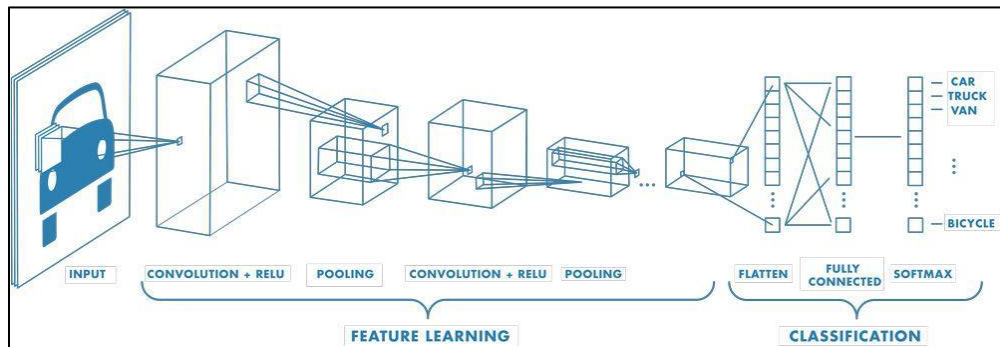 CAR
TRUCK
VAN
BICYCLE
INPUT
CONVOLUTION + RELU
POOLING
CONVOLUTION + RELU
POOLING
FLATTEN
FULLY
CONNECTED
SOFTMAX
FEATURE LEARNING
CLASSIFICATION